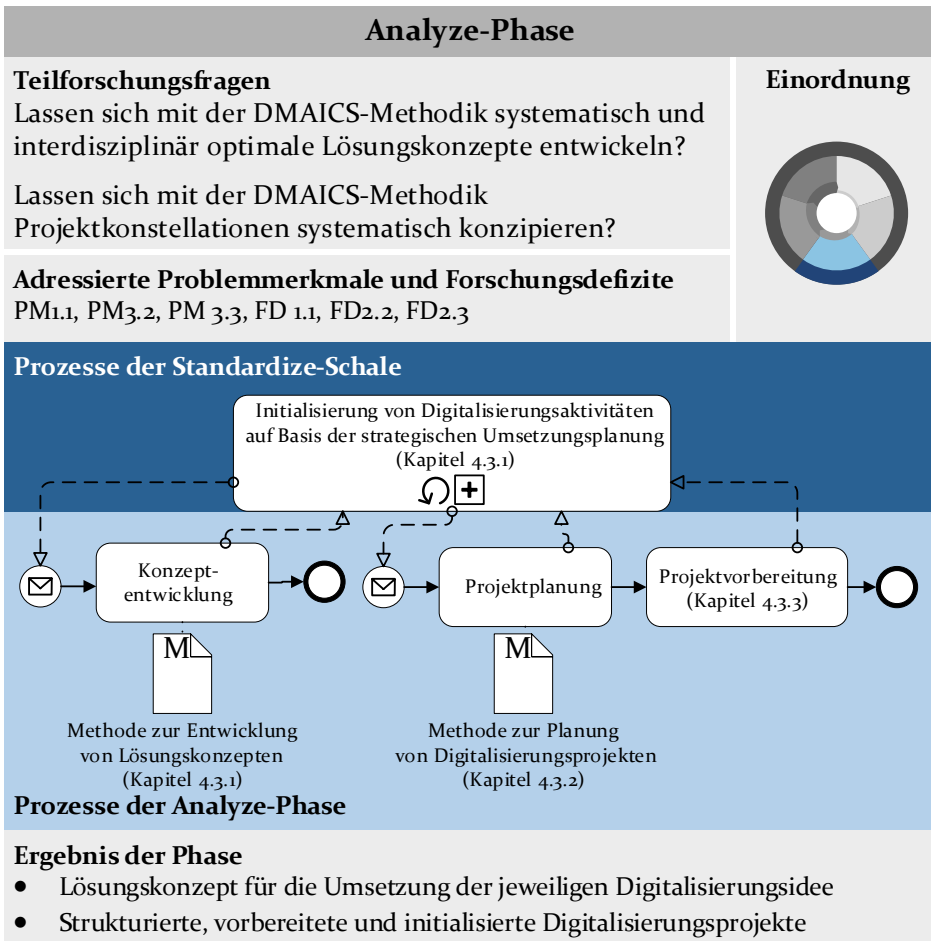 Analyze-Phase
Teilforschungsfragen
Lassen sich mit der DMAICS-Methodik systematisch und
interdisziplinär optimale Lösungskonzepte entwickeln?
Lassen sich mit der DMAICS-Methodik
Projektkonstellationen systematisch konzipieren?
Einordnung
Adressierte Problemmerkmale und Forschungsdefizite
PM1.1, PM3.2, PM 3.3, FD 1.1, FD2.2, FD2.3
Prozesse der Standardize-Schale
Initialisierung von Digitalisierungsaktivitäten
auf Basis der strategischen Umsetzungsplanung
(Kapitel 4.3.1)
Konzept-
entwicklung
Projektplanung
Projektvorbereitung
(Kapitel 4.3.3)
M
M
Methode zur Entwicklung
von Lösungskonzepten
(Kapitel 4.3.1)
Methode zur Planung
von Digitalisierungsprojekten
(Kapitel 4.3.2)
Prozesse der Analyze-Phase
Ergebnis der Phase
• Lösungskonzept für die Umsetzung der jeweiligen Digitalisierungsidee
• Strukturierte, vorbereitete und initialisierte Digitalisierungsprojekte